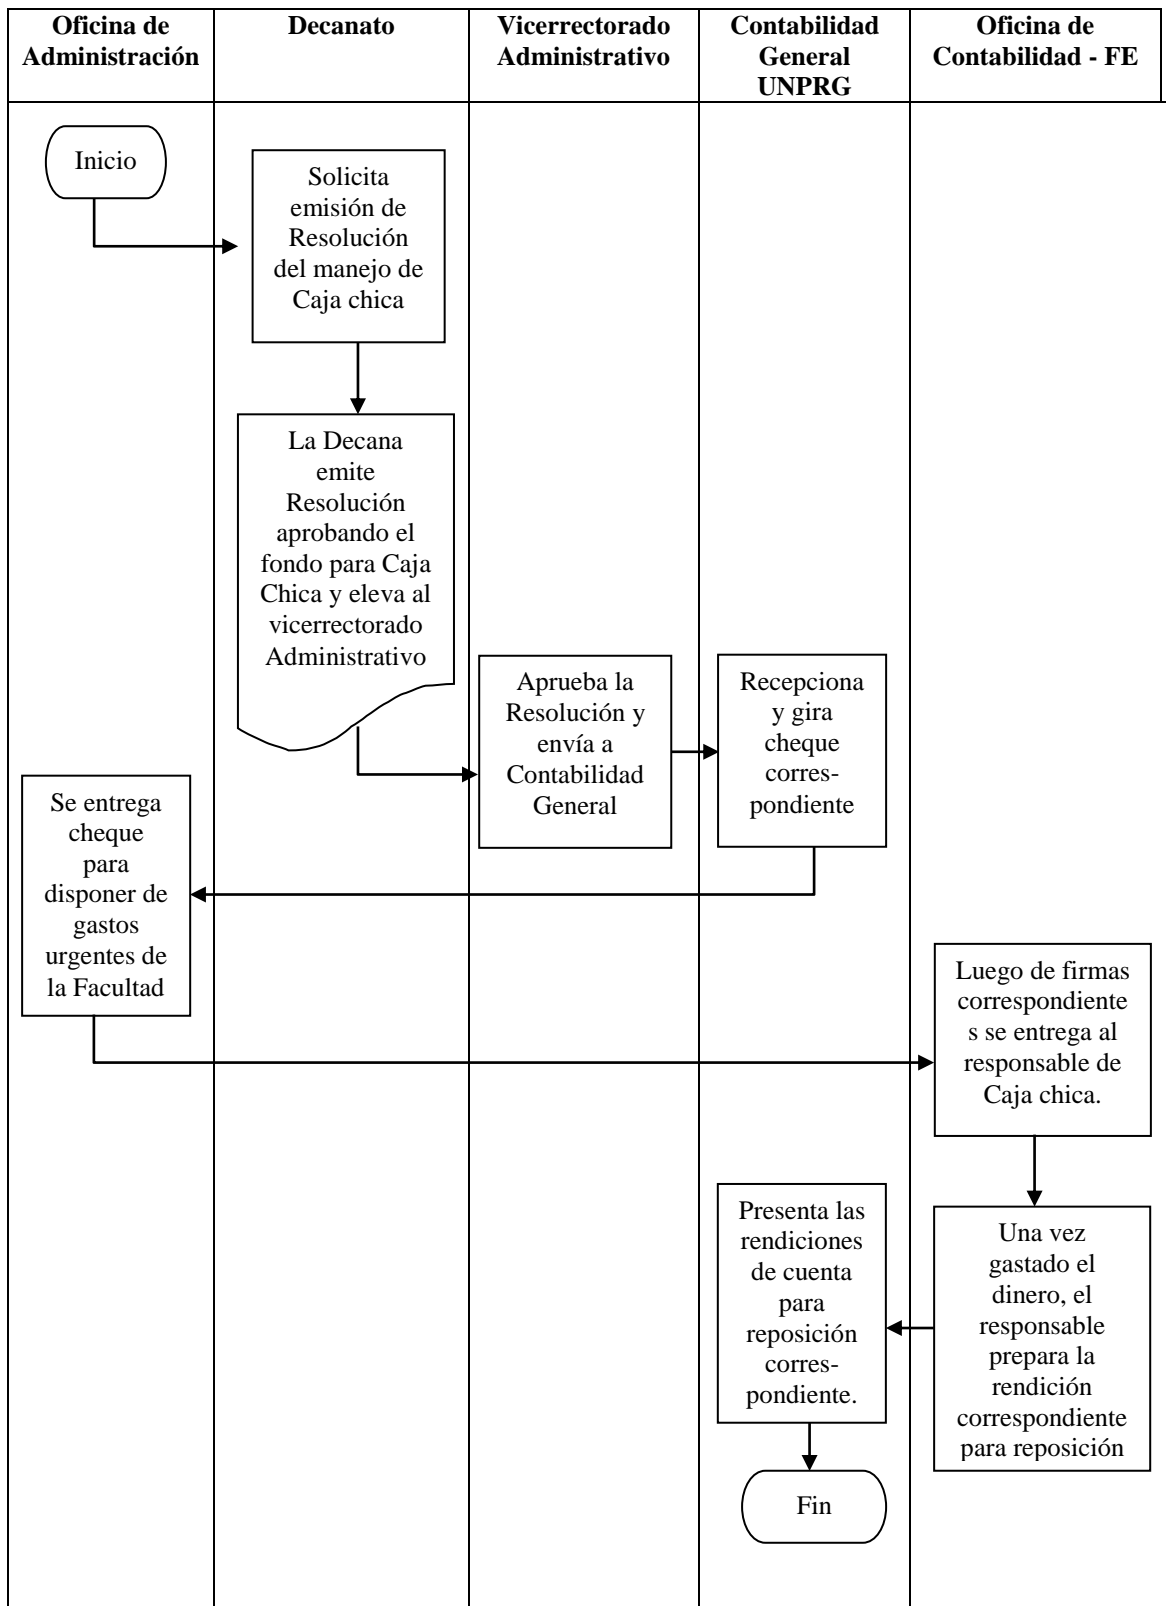 Oficina de
Administración
Decanato
Vicerrectorado
Administrativo
Contabilidad
General
UNPRG
Oficina de
Contabilidad - FE
Inicio
Solicita
emisión de
Resolución
del manejo de
Caja chica
La Decana
emite
Resolución
aprobando el
fondo para Caja
Chica y eleva al
vicerrectorado
Administrativo
Aprueba la
Resolución y
envía a
Contabilidad
General
Recepciona
y gira
cheque
corres-
pondiente
Se entrega
cheque
para
disponer de
gastos
urgentes de
la Facultad
Luego de firmas
correspondiente
s se entrega al
responsable de
Caja chica.
Una vez
gastado el
dinero, el
responsable
prepara la
rendición
correspondiente
para reposición
Presenta las
rendiciones
de cuenta
para
reposición
corres-
pondiente.
Fin